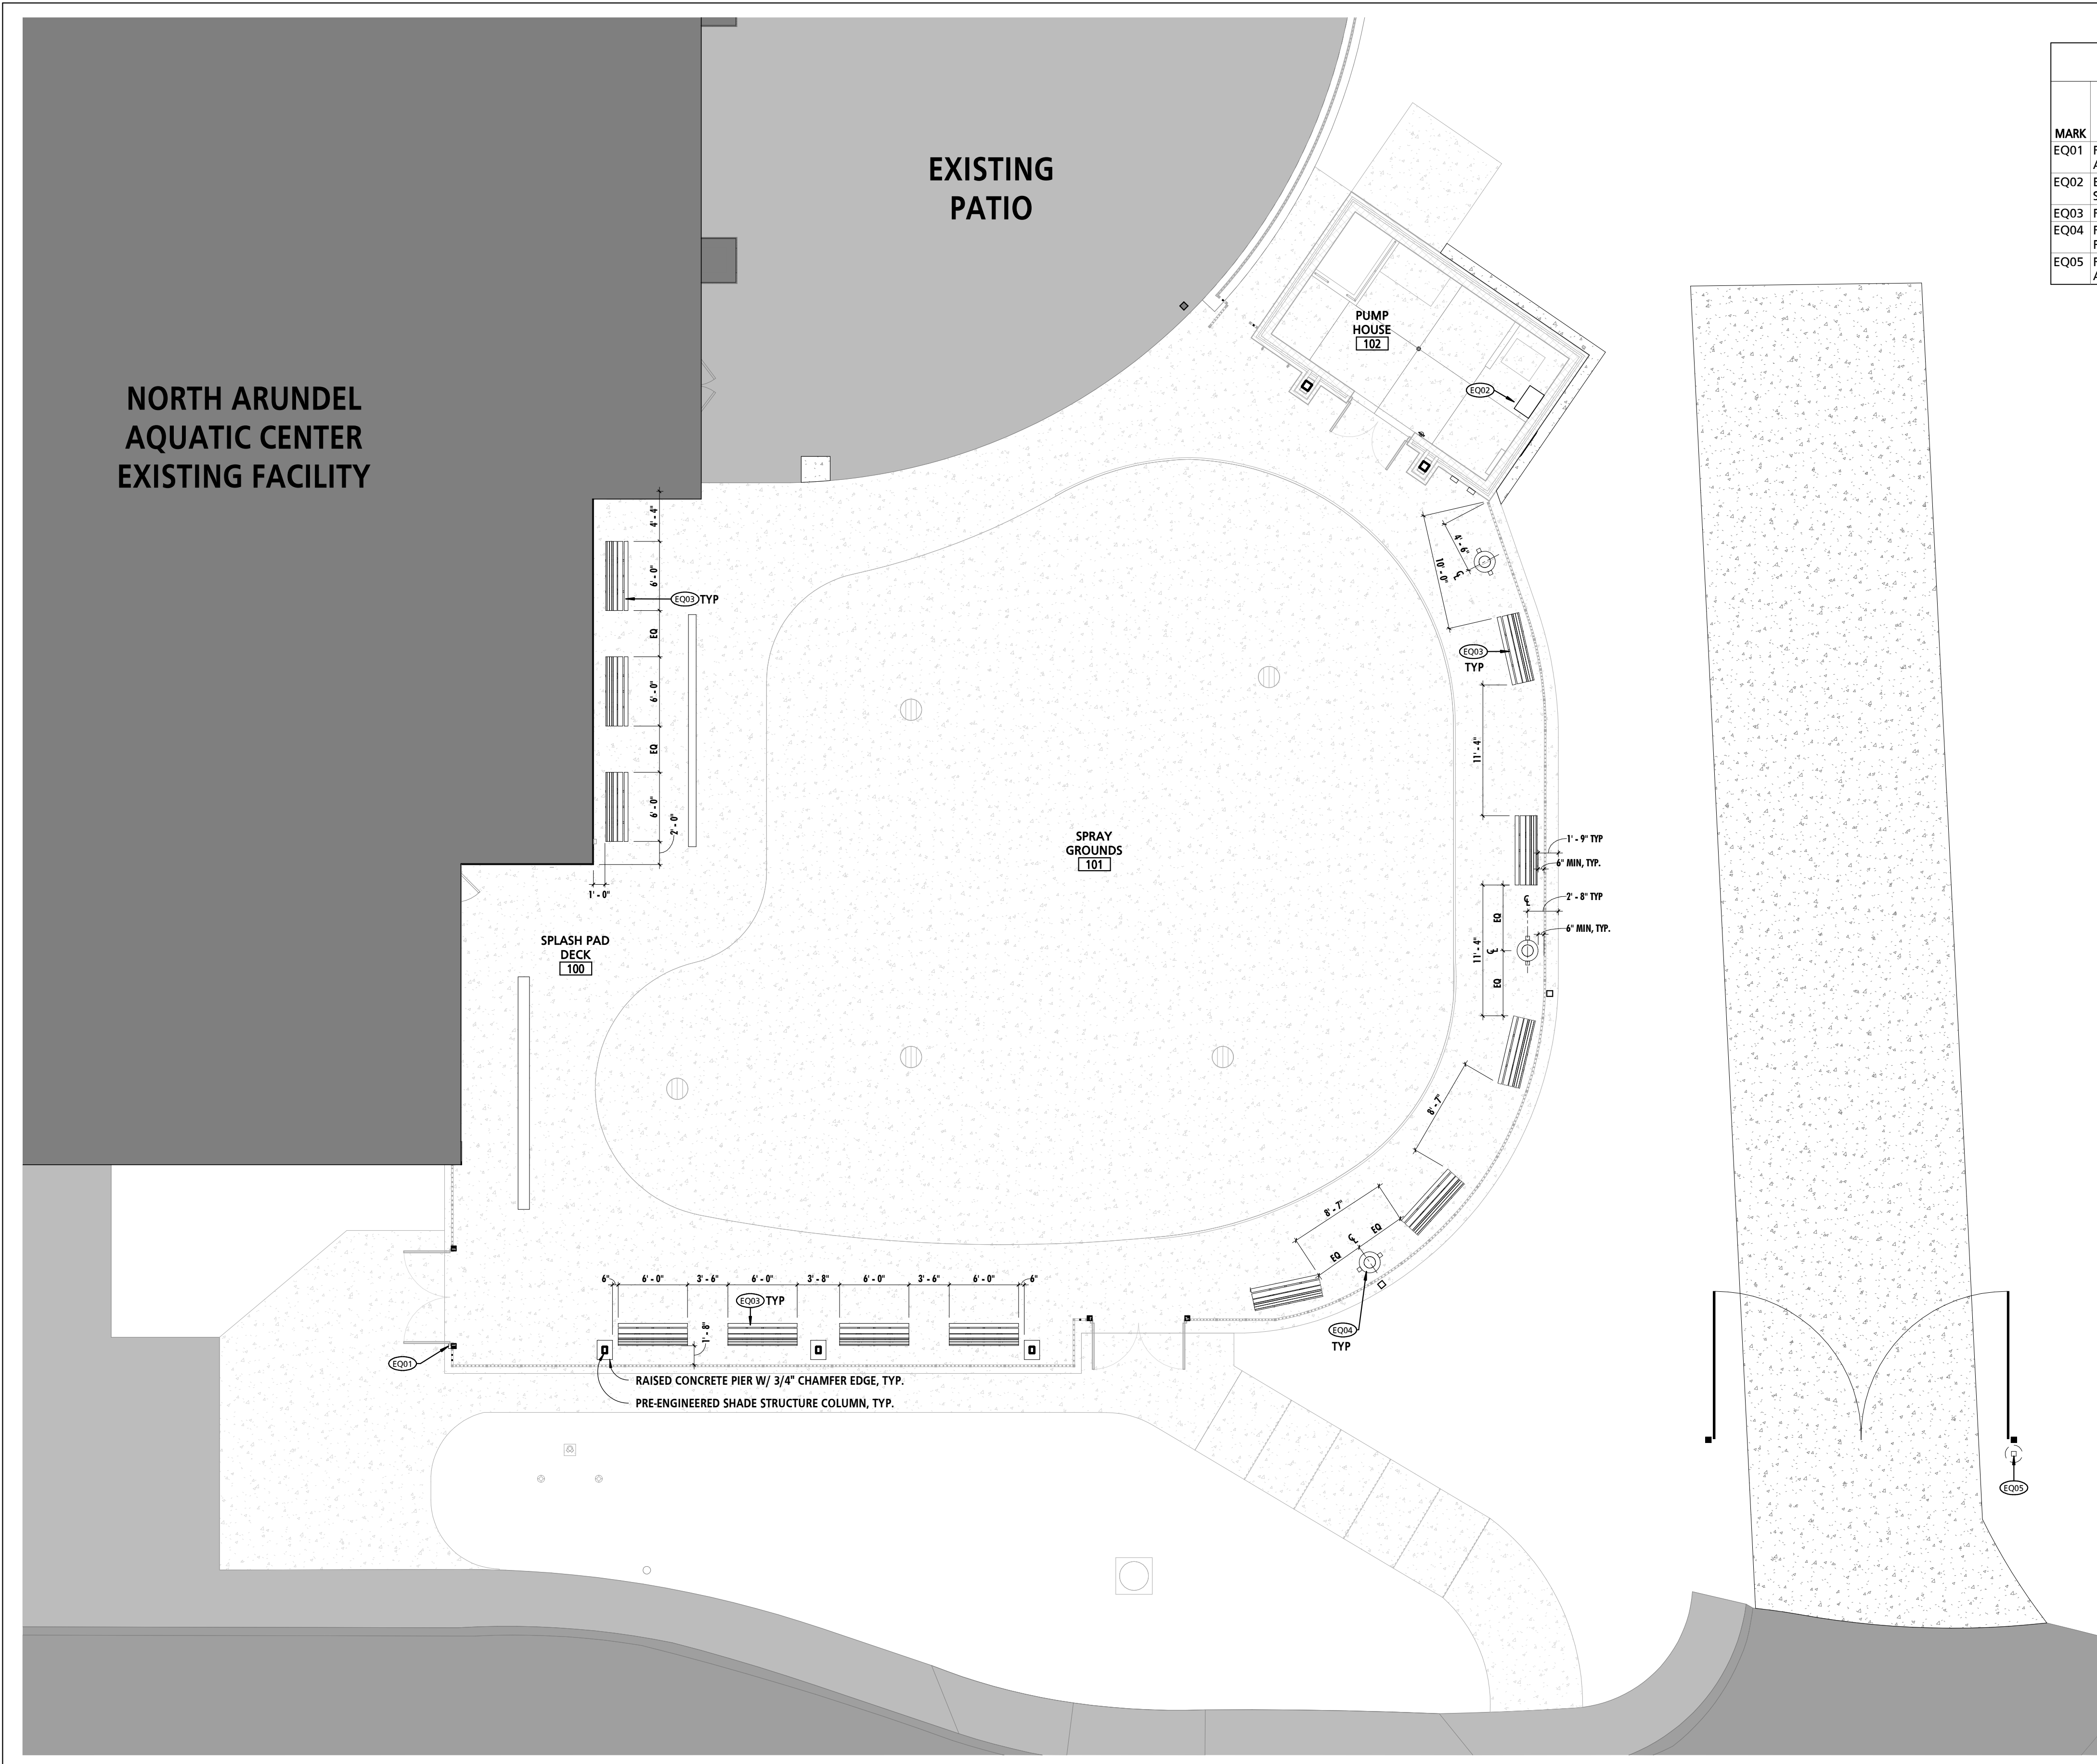 EXISTING
PATIO
NORTH ARUNDEL
AQUATIC CENTER
EXISTING FACILITY
MARK
EQ01
EQ02
EQ03
EQ04
EQ05
PUMP
HOUSE
102
EQ02
4' - 4"
6' - 0"
EQ03 TYP
EQ
6' - 0"
EQ
6' - 0"
2' - 0"
1' - 0"
4' - 6"
10' - 0"
CL
EQ03
TYP
11' - 4"
SPRAY
GROUNDS
101
1' - 9" TYP
6" MIN, TYP.
2' - 8" TYP
6" MIN, TYP.
CL
EQ
11' - 4"
CL
EQ
SPLASH PAD
DECK
100
8' - 7"
8' - 7"
EQ
CL
EQ
EQ04
TYP
6"
6' - 0"
3' - 6"
6' - 0"
3' - 8"
6' - 0"
3' - 6"
6' - 0"
6"
EQ03 TYP
1' - 8"
EQ01
RAISED CONCRETE PIER W/ 3/4" CHAMFER EDGE, TYP.
PRE-ENGINEERED SHADE STRUCTURE COLUMN, TYP.
EQ05